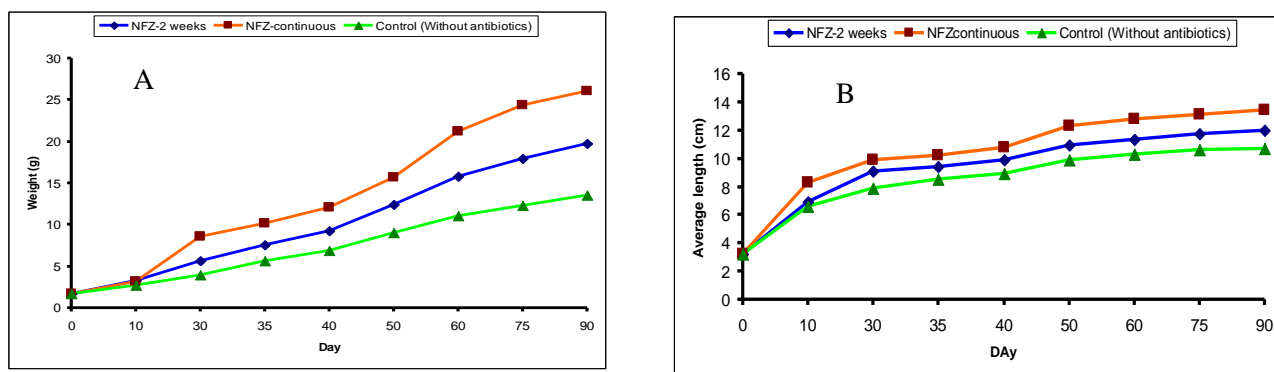 NFZ-2 weeks NFZ-continuous Control (Without antibiotics)
A
Weight (g)
30
25
20
15
10
5
0
0 10 30 35 40 50 60 75 90
Day
NFZ-2 weeks NFZcontinuous Control (Without antibiotics)
B
Average length (cm)
16
14
12
10
8
6
4
2
0
0 10 30 35 40 50 60 75 90
DAy